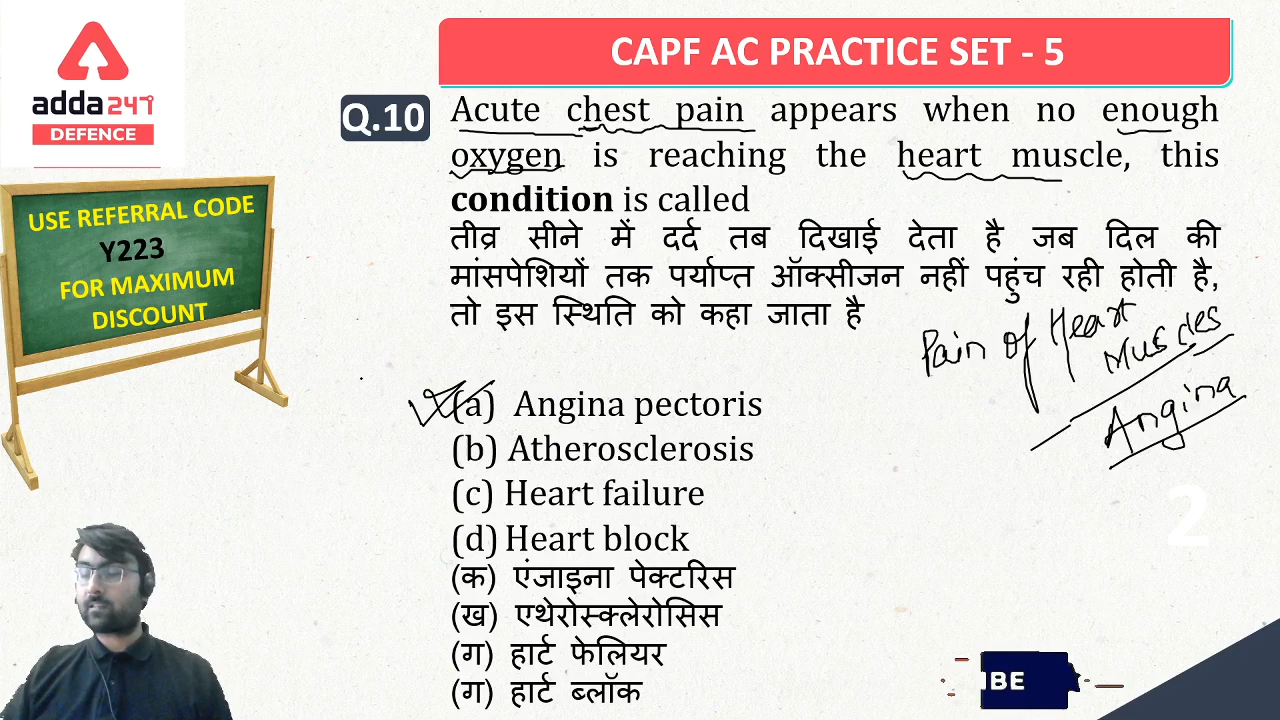 adda247
DEFENCE
CAPF AC PRACTICE SET - 5
USE REFERRAL CODE
Y223
FOR MAXIMUM
DISCOUNT
Q.10
Acute chest pain appears when no enough
oxygen is reaching the heart muscle, this
condition is called
तीव्र सीने में दर्द तब दिखाई देता है जब दिल की
मांसपेशियों तक पर्याप्त ऑक्सीजन नहीं पहुंच रही होती है,
तो इस स्थिति को कहा जाता है
Pain of Heart
Muscles
Angina
(a) Angina pectoris
(b) Atherosclerosis
(c) Heart failure
(d) Heart block
(क) एंजाइना पेक्टरिस
(ख) एथेरोस्क्लेरोसिस
(ग) हार्ट फेलियर
(ग) हार्ट ब्लॉक
2
BE